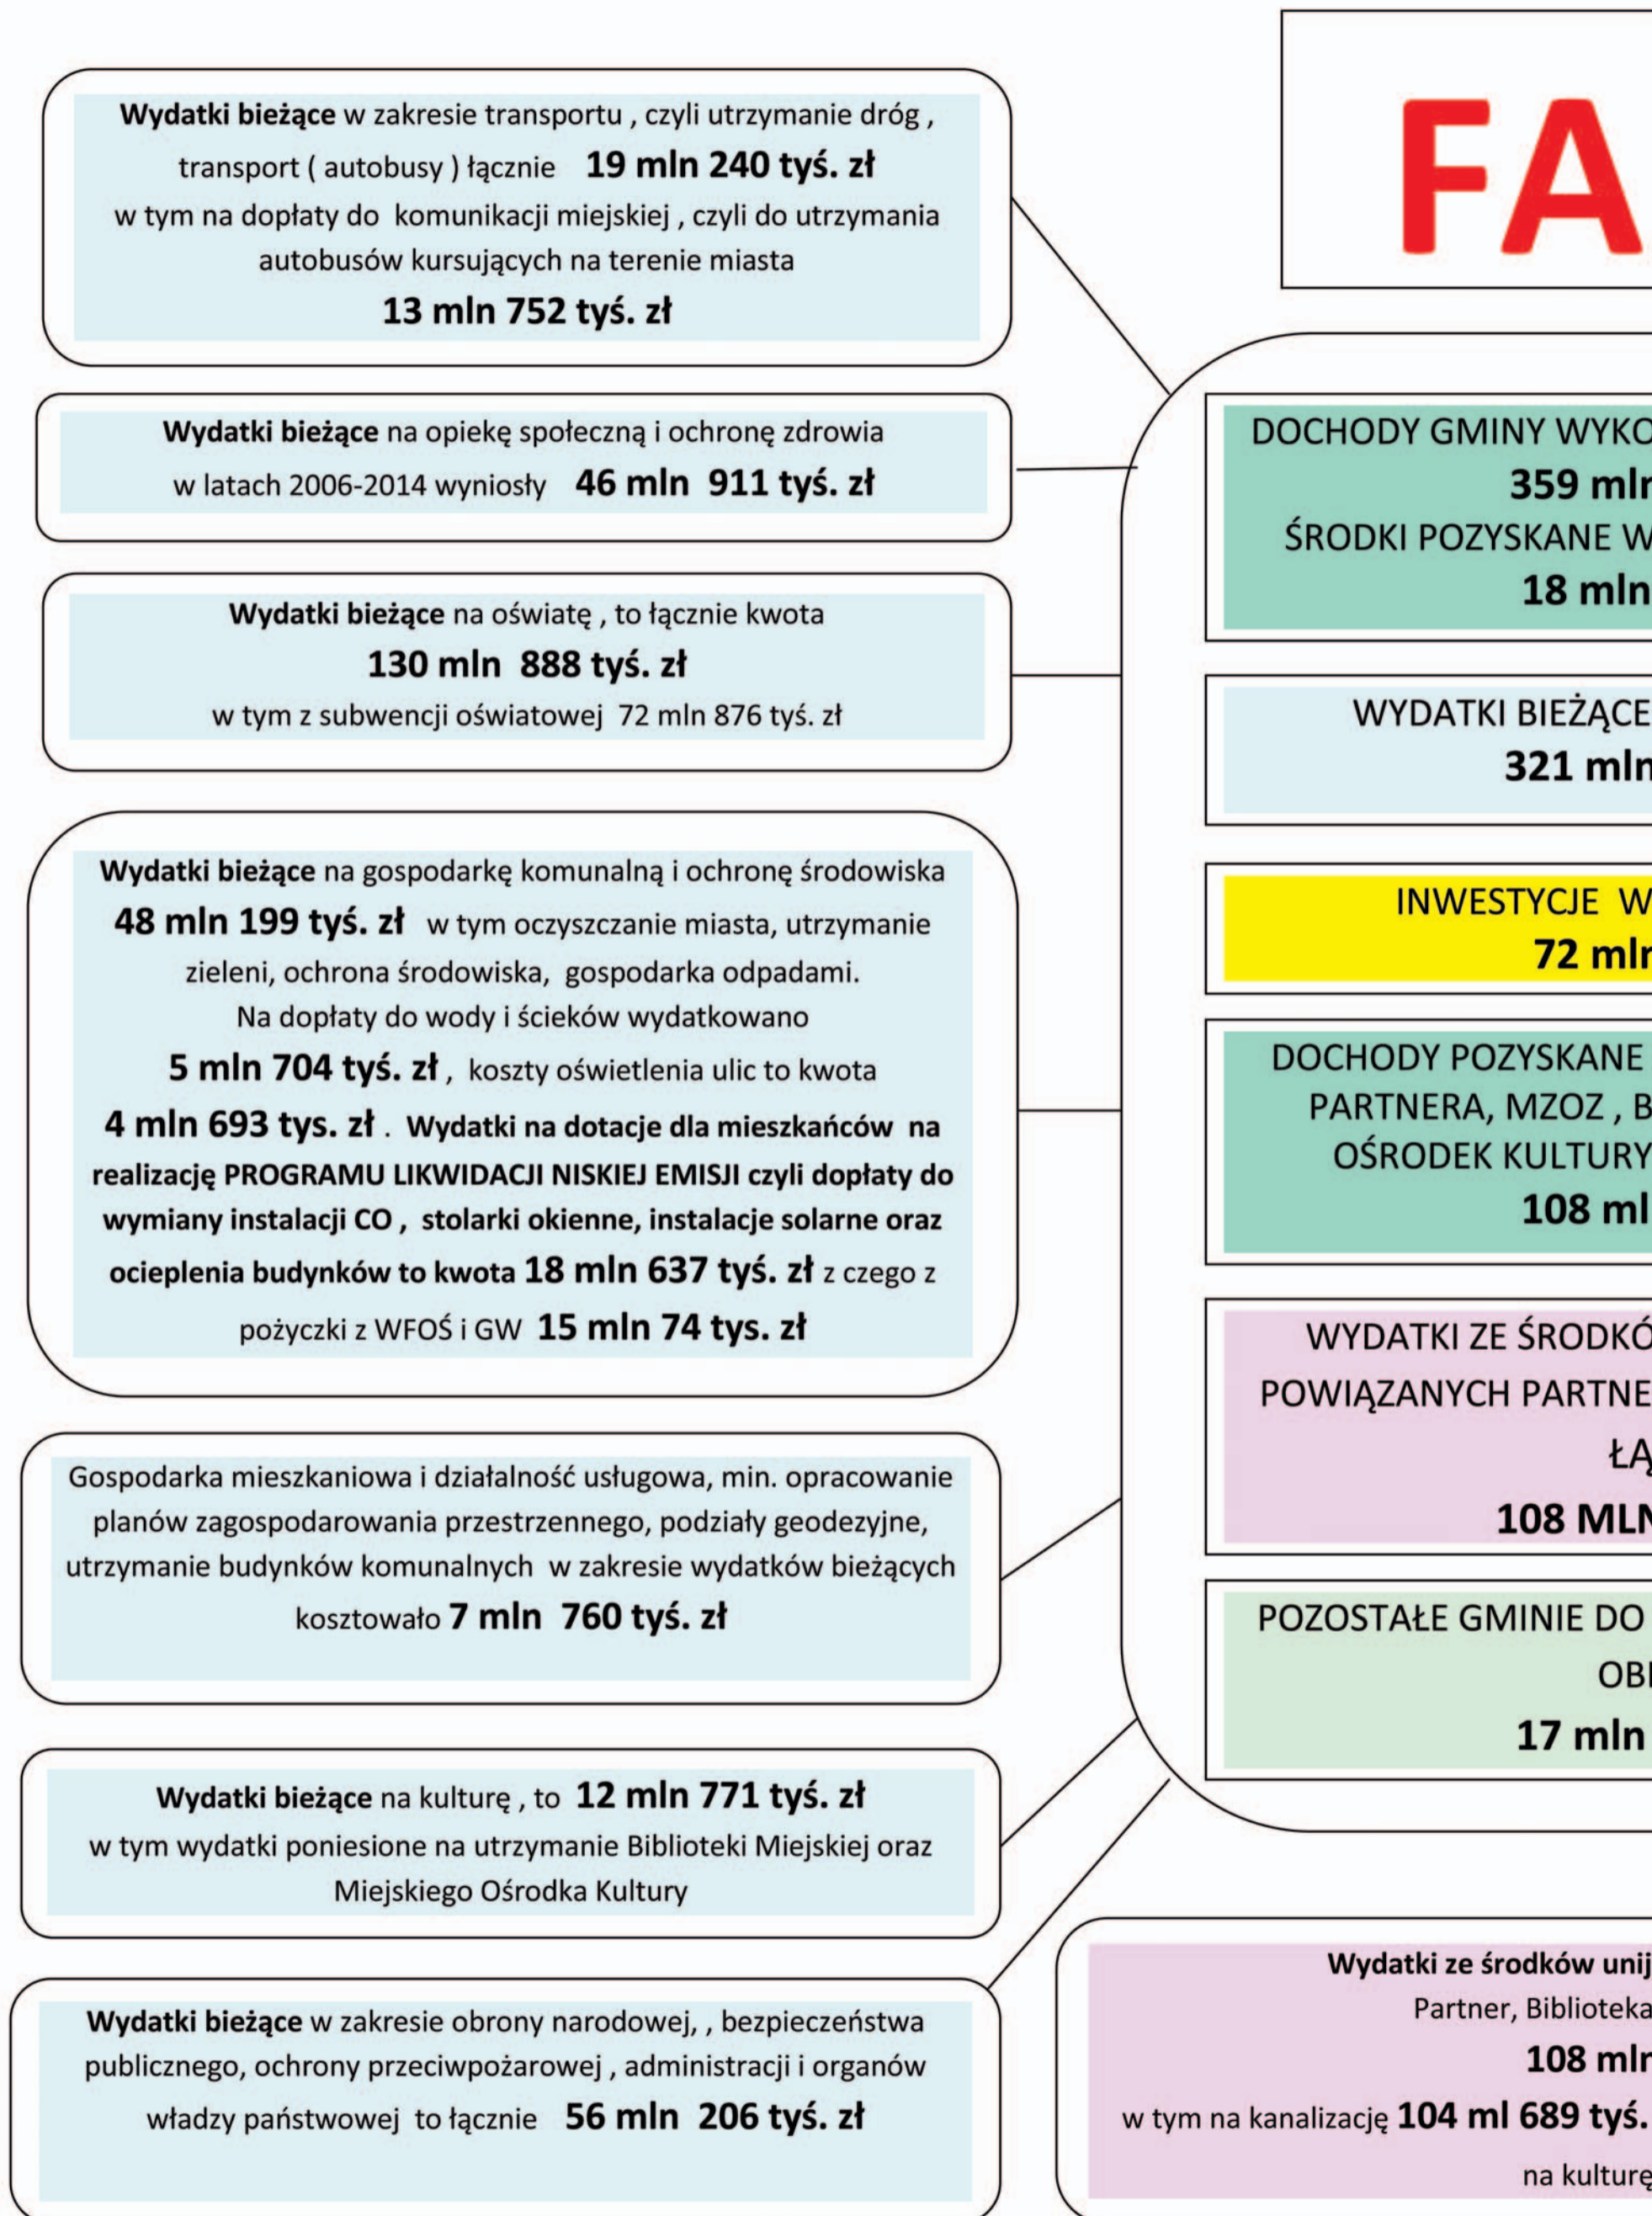 FA
Wydatki bieżące w zakresie transportu , czyli utrzymanie dróg ,
transport ( autobusy ) łącznie 19 mln 240 tyś. zł
w tym na dopłaty do komunikacji miejskiej , czyli do utrzymania
autobusów kursujących na terenie miasta
13 mln 752 tyś. zł
Wydatki bieżące na opiekę społeczną i ochronę zdrowia
w latach 2006-2014 wyniosły 46 mln 911 tyś. zł
Wydatki bieżące na oświatę , to łącznie kwota
130 mln 888 tyś. zł
w tym z subwencji oświatowej 72 mln 876 tyś. zł
Wydatki bieżące na gospodarkę komunalną i ochronę środowiska
48 mln 199 tyś. zł w tym oczyszczanie miasta, utrzymanie
zieleni, ochrona środowiska, gospodarka odpadami.
Na dopłaty do wody i ścieków wydatkowano
5 mln 704 tyś. zł , koszty oświetlenia ulic to kwota
4 mln 693 tys. zł . Wydatki na dotacje dla mieszkańców na
realizację PROGRAMU LIKWIDACJI NISKIEJ EMISJI czyli dopłaty do
wymiany instalacji CO , stolarki okienne, instalacje solarne oraz
ocieplenia budynków to kwota 18 mln 637 tyś. zł z czego z
pożyczki z WFOŚ i GW 15 mln 74 tys. zł
Gospodarka mieszkaniowa i działalność usługowa, min. opracowanie
planów zagospodarowania przestrzennego, podziały geodezyjne,
utrzymanie budynków komunalnych w zakresie wydatków bieżących
kosztowało 7 mln 760 tyś. zł
Wydatki bieżące na kulturę , to 12 mln 771 tyś. zł
w tym wydatki poniesione na utrzymanie Biblioteki Miejskiej oraz
Miejskiego Ośrodka Kultury
Wydatki bieżące w zakresie obrony narodowej, , bezpieczeństwa
publicznego, ochrony przeciwpożarowej , administracji i organów
władzy państwowej to łącznie 56 mln 206 tyś. zł
DOCHODY GMINY WYKO
359 mln
ŚRODKI POZYSKANE W
18 mln
WYDATKI BIEŻĄCE
321 mln
INWESTYCJE W
72 mln
DOCHODY POZYSKANE
PARTNERA, MZOZ , B
OŚRODEK KULTURY
108 ml
WYDATKI ZE ŚRODKÓ
POWIĄZANYCH PARTNE
ŁĄ
108 MLN
POZOSTAŁE GMINIE DO
OB
17 mln
Wydatki ze środków unij
Partner, Biblioteka
108 mln
w tym na kanalizację 104 ml 689 tyś.
na kulturę